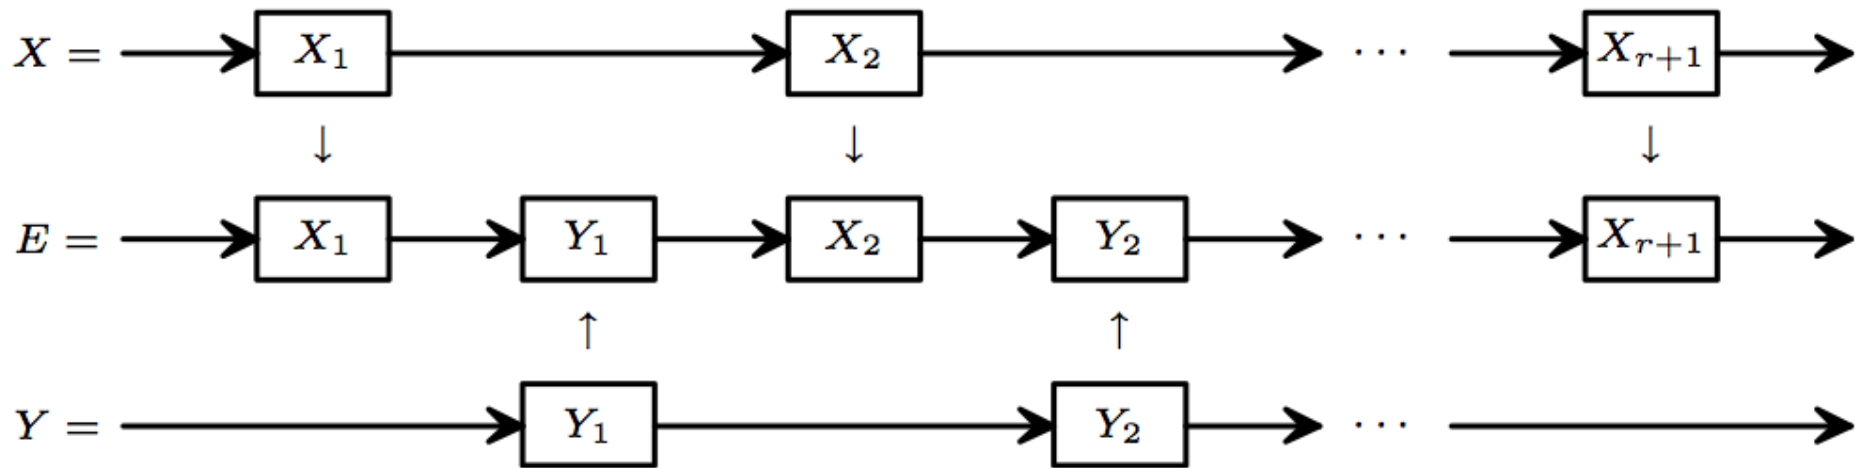 X = X₁ X₂ ⋯ Xᵣ₊₁
↓ ↓ ↓
E = X₁ Y₁ X₂ Y₂ ⋯ Xᵣ₊₁
↑ ↑
Y = Y₁ Y₂ ⋯